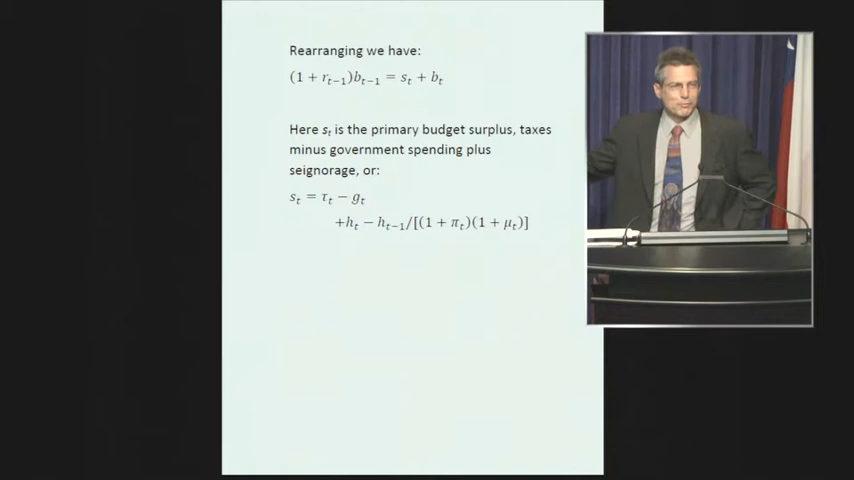 Rearranging we have:
(1 + r_{t−1})b_{t−1} = s_t + b_t
Here s_t is the primary budget surplus, taxes
minus government spending plus
seignorage, or:
s_t = τ_t − g_t
+h_t − h_{t−1}/[(1 + π_t)(1 + μ_t)]